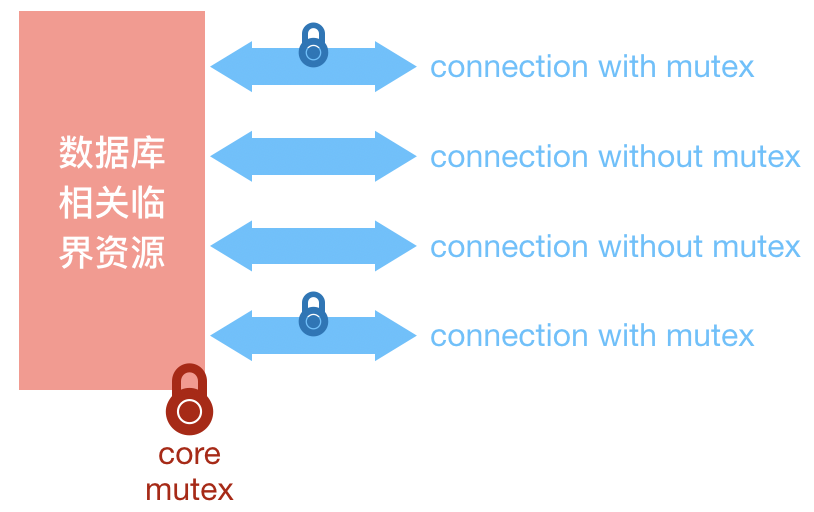 数据库
相关临
界资源
connection with mutex
connection without mutex
connection without mutex
connection with mutex
core
mutex